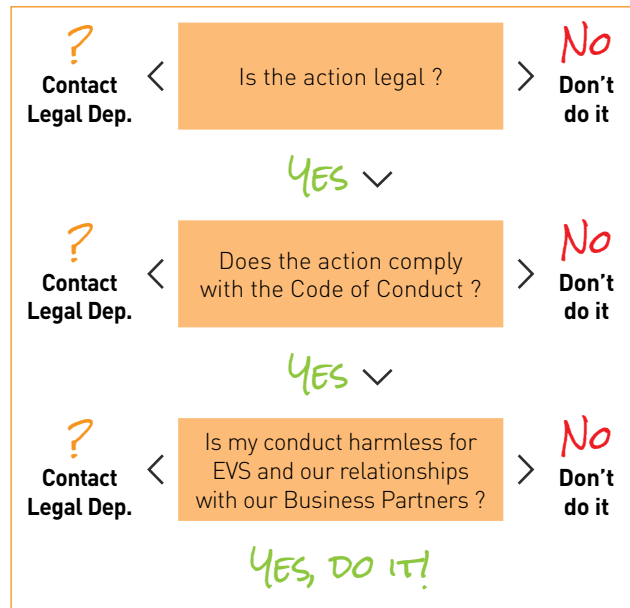 ?
Contact
Legal Dep.
Is the action legal ?
No
Don't
do it
Yes
?
Contact
Legal Dep.
Does the action comply
with the Code of Conduct ?
No
Don't
do it
Yes
?
Contact
Legal Dep.
Is my conduct harmless for
EVS and our relationships
with our Business Partners ?
No
Don't
do it
Yes, do it!